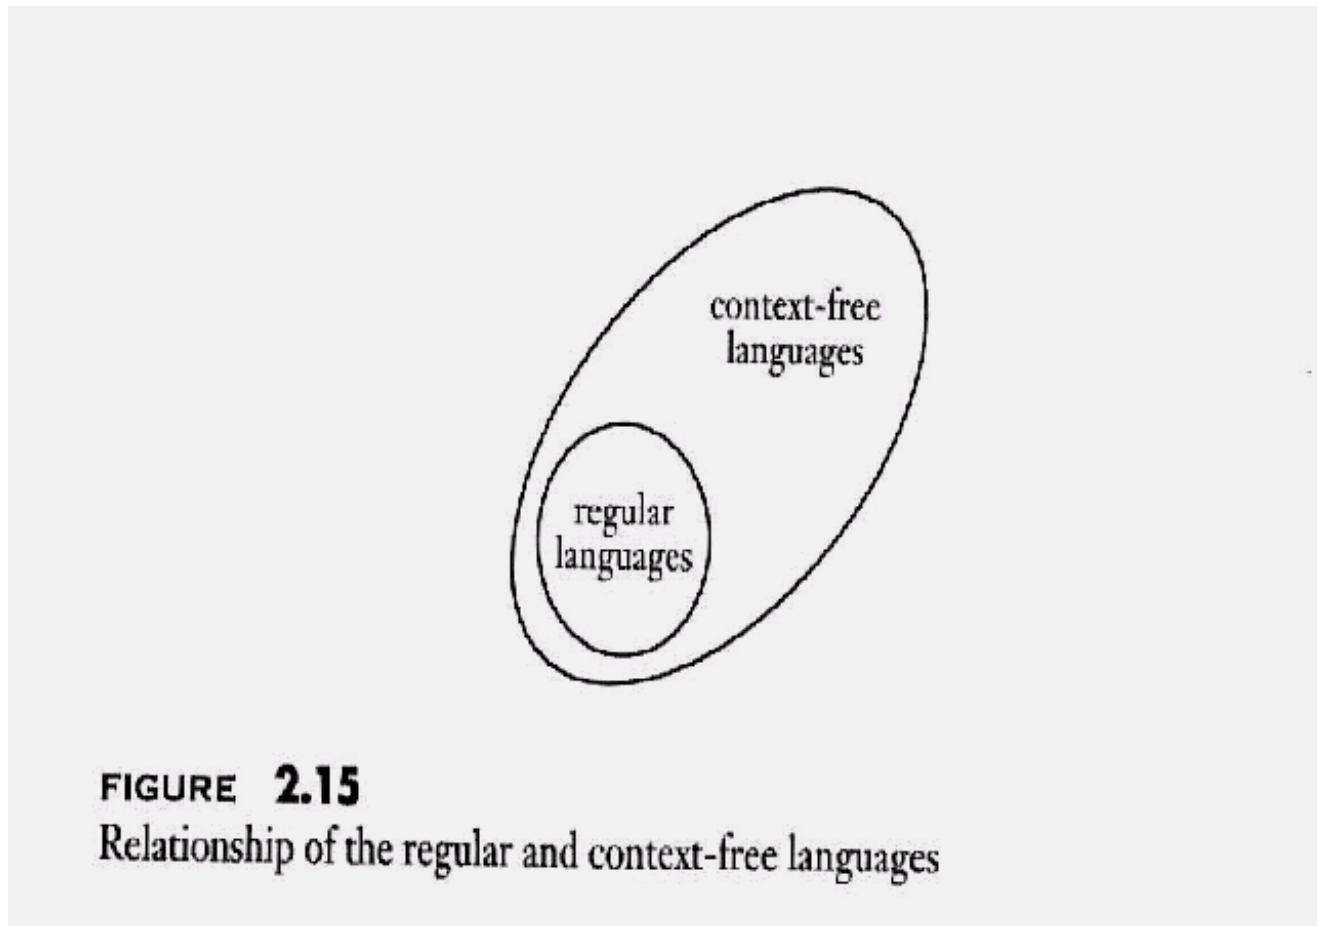 context-free
languages
regular
languages
FIGURE 2.15
Relationship of the regular and context-free languages